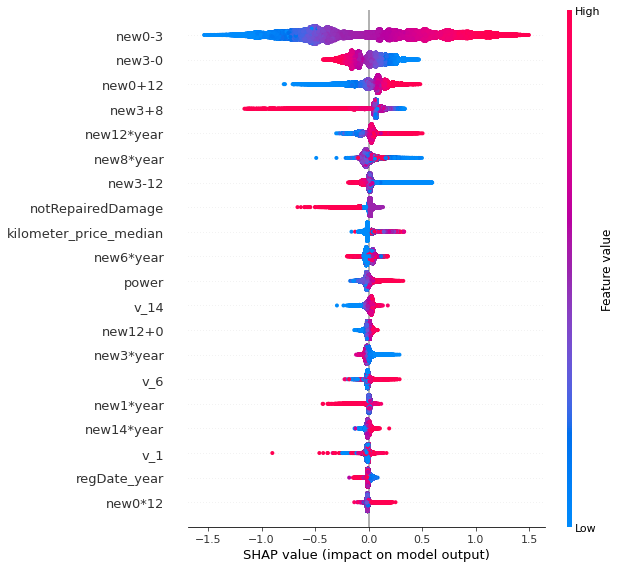 High
new0-3
new3-0
new0+12
new3+8
new12*year
new8*year
new3-12
notRepairedDamage
kilometer_price_median
new6*year
power
v_14
new12+0
new3*year
v_6
new1*year
new14*year
v_1
regDate_year
new0*12
Feature value
Low
−1.5 −1.0 −0.5 0.0 0.5 1.0 1.5
SHAP value (impact on model output)